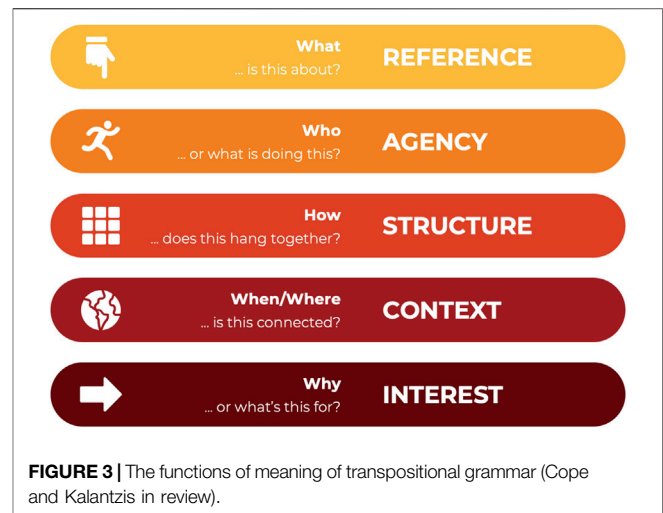 What
... is this about?
REFERENCE
Who
... or what is doing this?
AGENCY
How
... does this hang together?
STRUCTURE
When/Where
... is this connected?
CONTEXT
Why
... or what's this for?
INTEREST
FIGURE 3 | The functions of meaning of transpositional grammar (Cope
and Kalantzis in review).